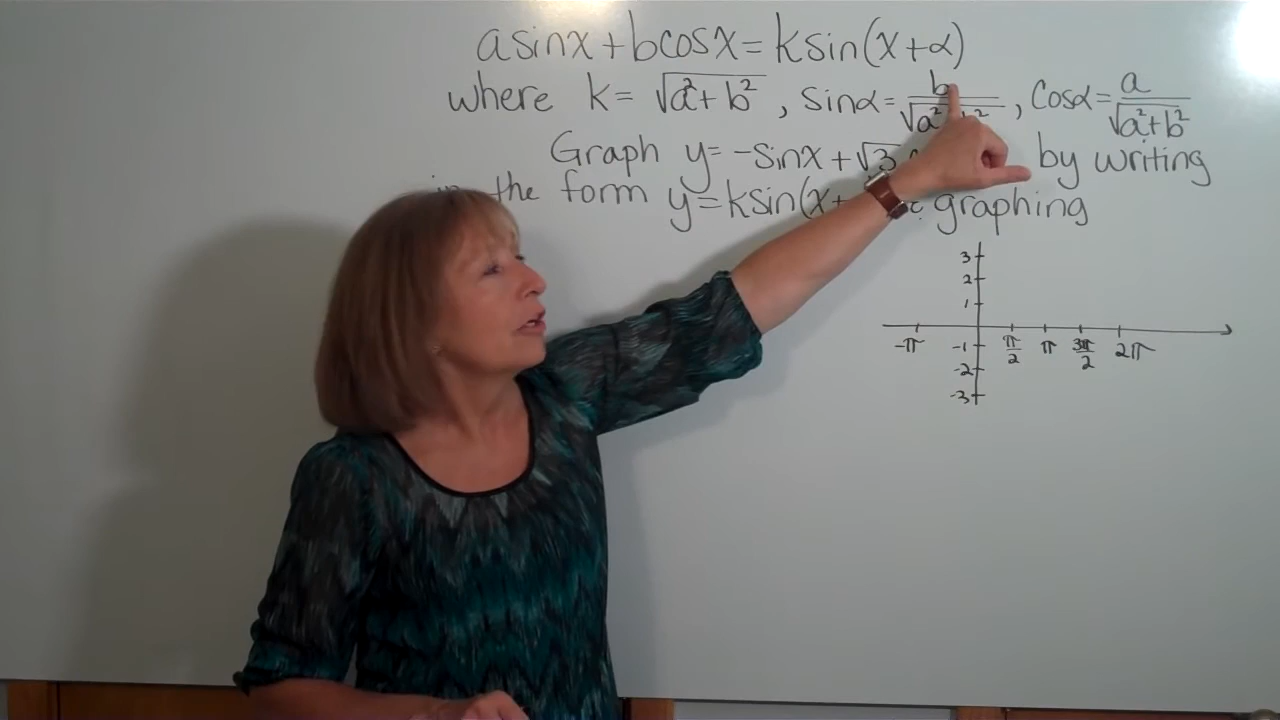 asinx + bcosx = ksin(x+α)
where k = √a²+b² , sinα = b/√a² b² , cosα = a/√a²+b²
Graph y = -sinx + √3 by writing
the form y = ksin(x+ graphing
3
2
1
-π -1 π/2 π 3π/2 2π
-2
-3